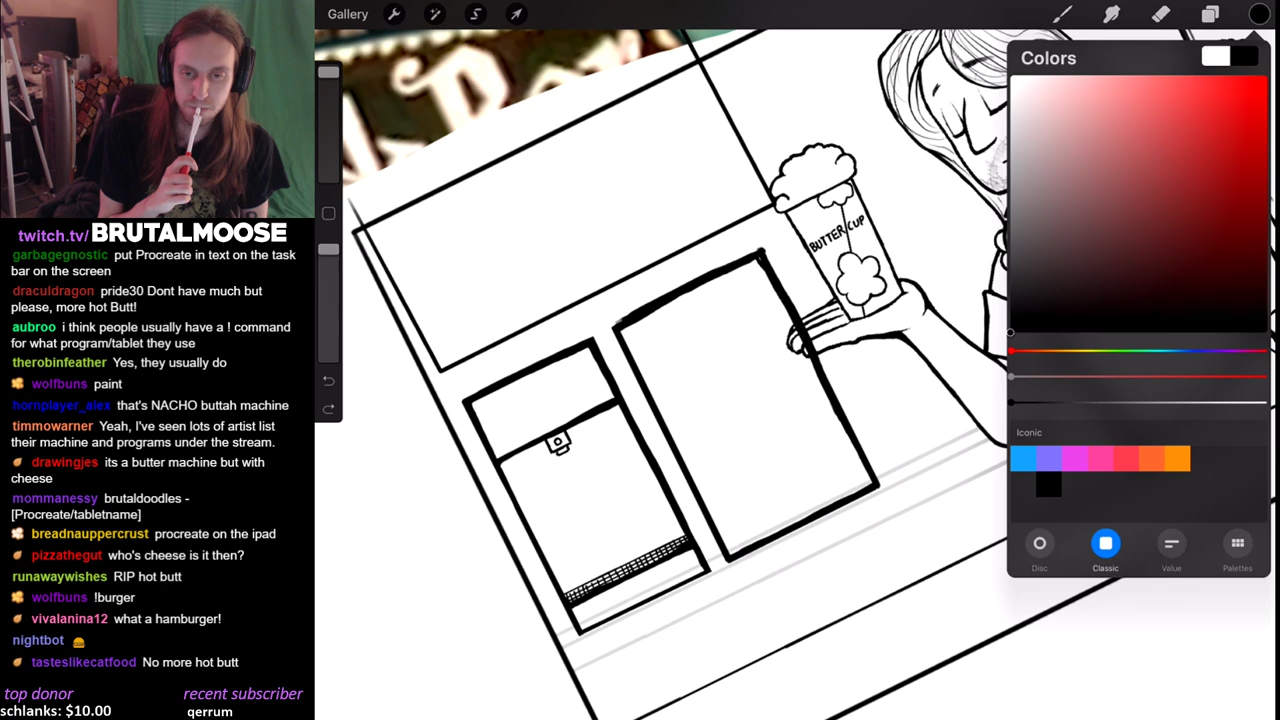 twitch.tv/BRUTALMOOSE
garbagegnostic put Procreate in text on the task
bar on the screen
draculdragon pride30 Dont have much but
please, more hot Butt!
aubroo i think people usually have a ! command
for what program/tablet they use
therobinfeather Yes, they usually do
wolfbuns paint
hornplayer_alex that's NACHO buttah machine
timmowarner Yeah, I've seen lots of artist list
their machine and programs under the stream.
drawingjes its a butter machine but with
cheese
mommanessy brutaldoodles -
[Procreate/tabletname]
breadnauppercrust procreate on the ipad
pizzathegut who's cheese is it then?
runawaywishes RIP hot butt
wolfbuns !burger
vivalanina12 what a hamburger!
nightbot 🍔
tasteslikecatfood No more hot butt
top donor
schlanks: $10.00
recent subscriber
qerrum
Gallery
BUTTER CUP
Colors
Iconic
Disc
Classic
Value
Palettes